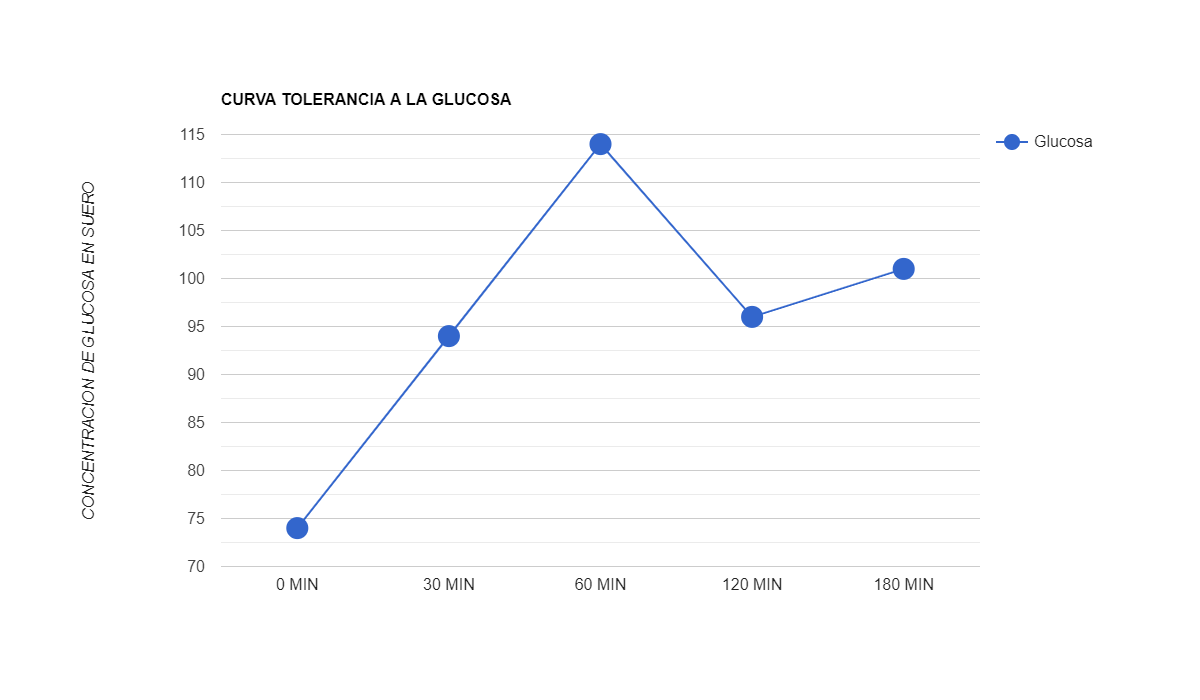 CURVA TOLERANCIA A LA GLUCOSA
CONCENTRACION DE GLUCOSA EN SUERO
115
110
105
100
95
90
85
80
75
70
0 MIN
30 MIN
60 MIN
120 MIN
180 MIN
Glucosa